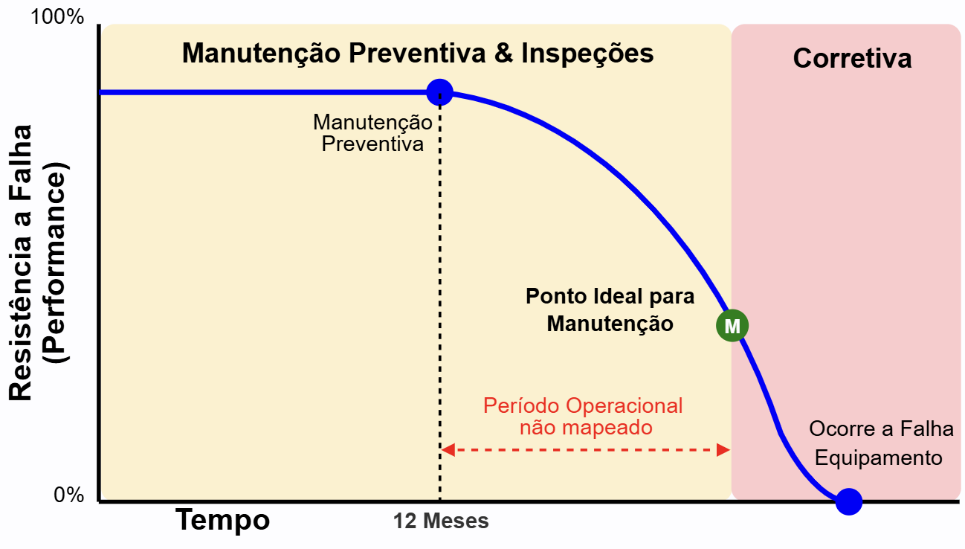 100%
Manutenção Preventiva & Inspeções
Corretiva
Manutenção
Preventiva
Resistência a Falha
(Performance)
Ponto Ideal para
Manutenção
M
Período Operacional
não mapeado
Ocorre a Falha
Equipamento
0%
Tempo
12 Meses